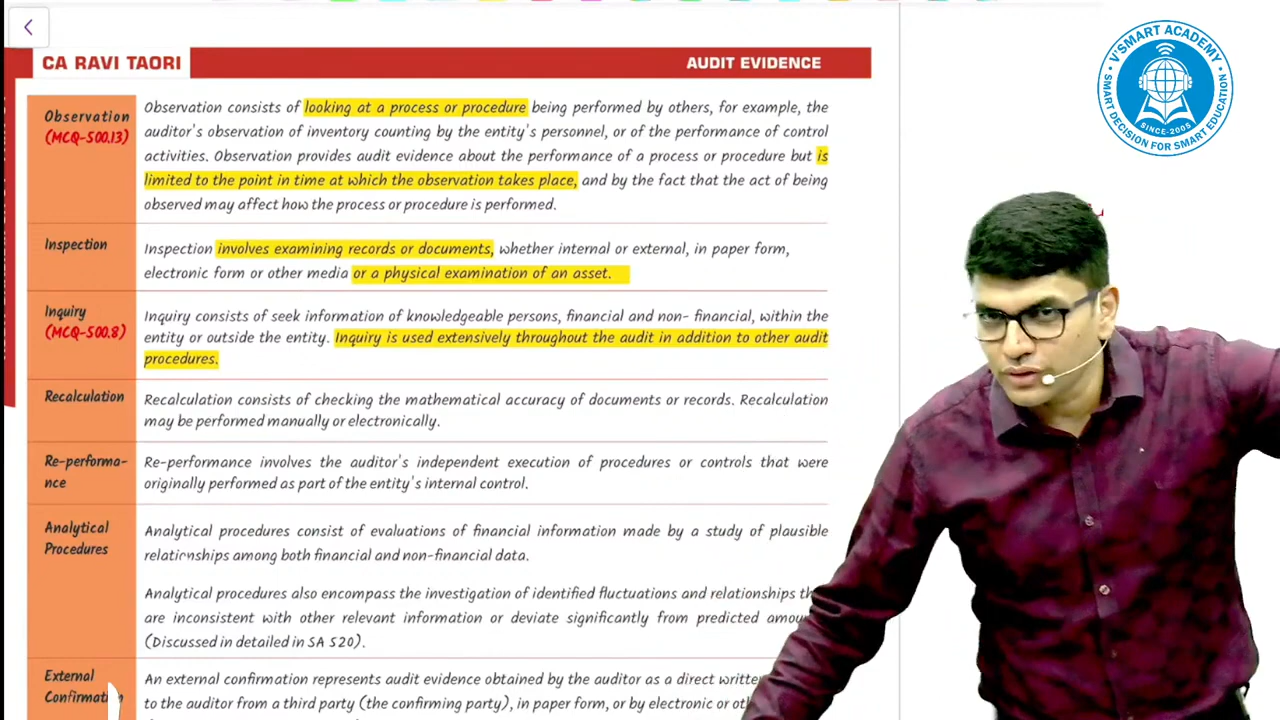 CA RAVI TAORI
AUDIT EVIDENCE
Observation
(MCQ-500.13)
Observation consists of looking at a process or procedure being performed by others, for example, the
auditor's observation of inventory counting by the entity's personnel, or of the performance of control
activities. Observation provides audit evidence about the performance of a process or procedure but is
limited to the point in time at which the observation takes place, and by the fact that the act of being
observed may affect how the process or procedure is performed.
Inspection
Inspection involves examining records or documents, whether internal or external, in paper form,
electronic form or other media or a physical examination of an asset.
Inquiry
(MCQ-500.8)
Inquiry consists of seek information of knowledgeable persons, financial and non- financial, within the
entity or outside the entity. Inquiry is used extensively throughout the audit in addition to other audit
procedures.
Recalculation
Recalculation consists of checking the mathematical accuracy of documents or records. Recalculation
may be performed manually or electronically.
Re-performa-
nce
Re-performance involves the auditor's independent execution of procedures or controls that were
originally performed as part of the entity's internal control.
Analytical
Procedures
Analytical procedures consist of evaluations of financial information made by a study of plausible
relationships among both financial and non-financial data.
Analytical procedures also encompass the investigation of identified fluctuations and relationships
are inconsistent with other relevant information or deviate significantly from predicted
(Discussed in detailed in SA 520).
External
Confirmation
An external confirmation represents audit evidence obtained by the auditor as a direct written
to the auditor from a third party (the confirming party), in paper form, or by electronic or
V'SMART ACADEMY
SINCE-2005
SMART DECISION FOR SMART EDUCATION